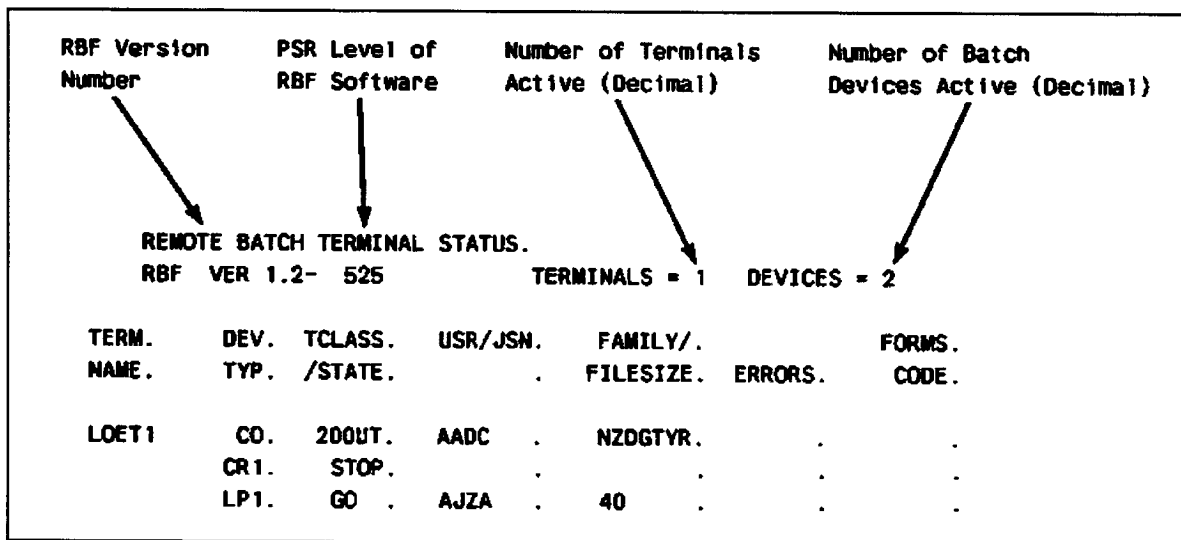 RBF Version PSR Level of Number of Terminals Number of Batch
Number RBF Software Active (Decimal) Devices Active (Decimal)
REMOTE BATCH TERMINAL STATUS.
RBF VER 1.2- 525 TERMINALS = 1 DEVICES = 2
TERM. DEV. TCLASS. USR/JSN. FAMILY/. FORMS.
NAME. TYP. /STATE. . FILESIZE. ERRORS. CODE.
LOET1 CO. 200UT. AADC . NZDGTYR. . .
CR1. STOP. . . . .
LP1. GO . AJZA . 40 . . .